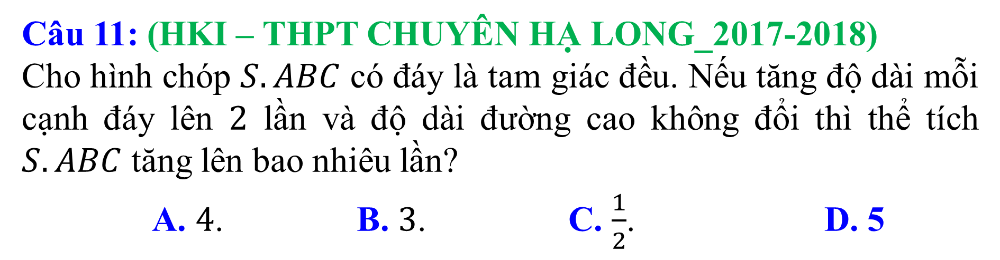 Câu 11: (HKI – THPT CHUYÊN HẠ LONG_2017-2018)
Cho hình chóp S.ABC có đáy là tam giác đều. Nếu tăng độ dài mỗi
cạnh đáy lên 2 lần và độ dài đường cao không đổi thì thể tích
S.ABC tăng lên bao nhiêu lần?
A. 4. B. 3. C. 1/2. D. 5